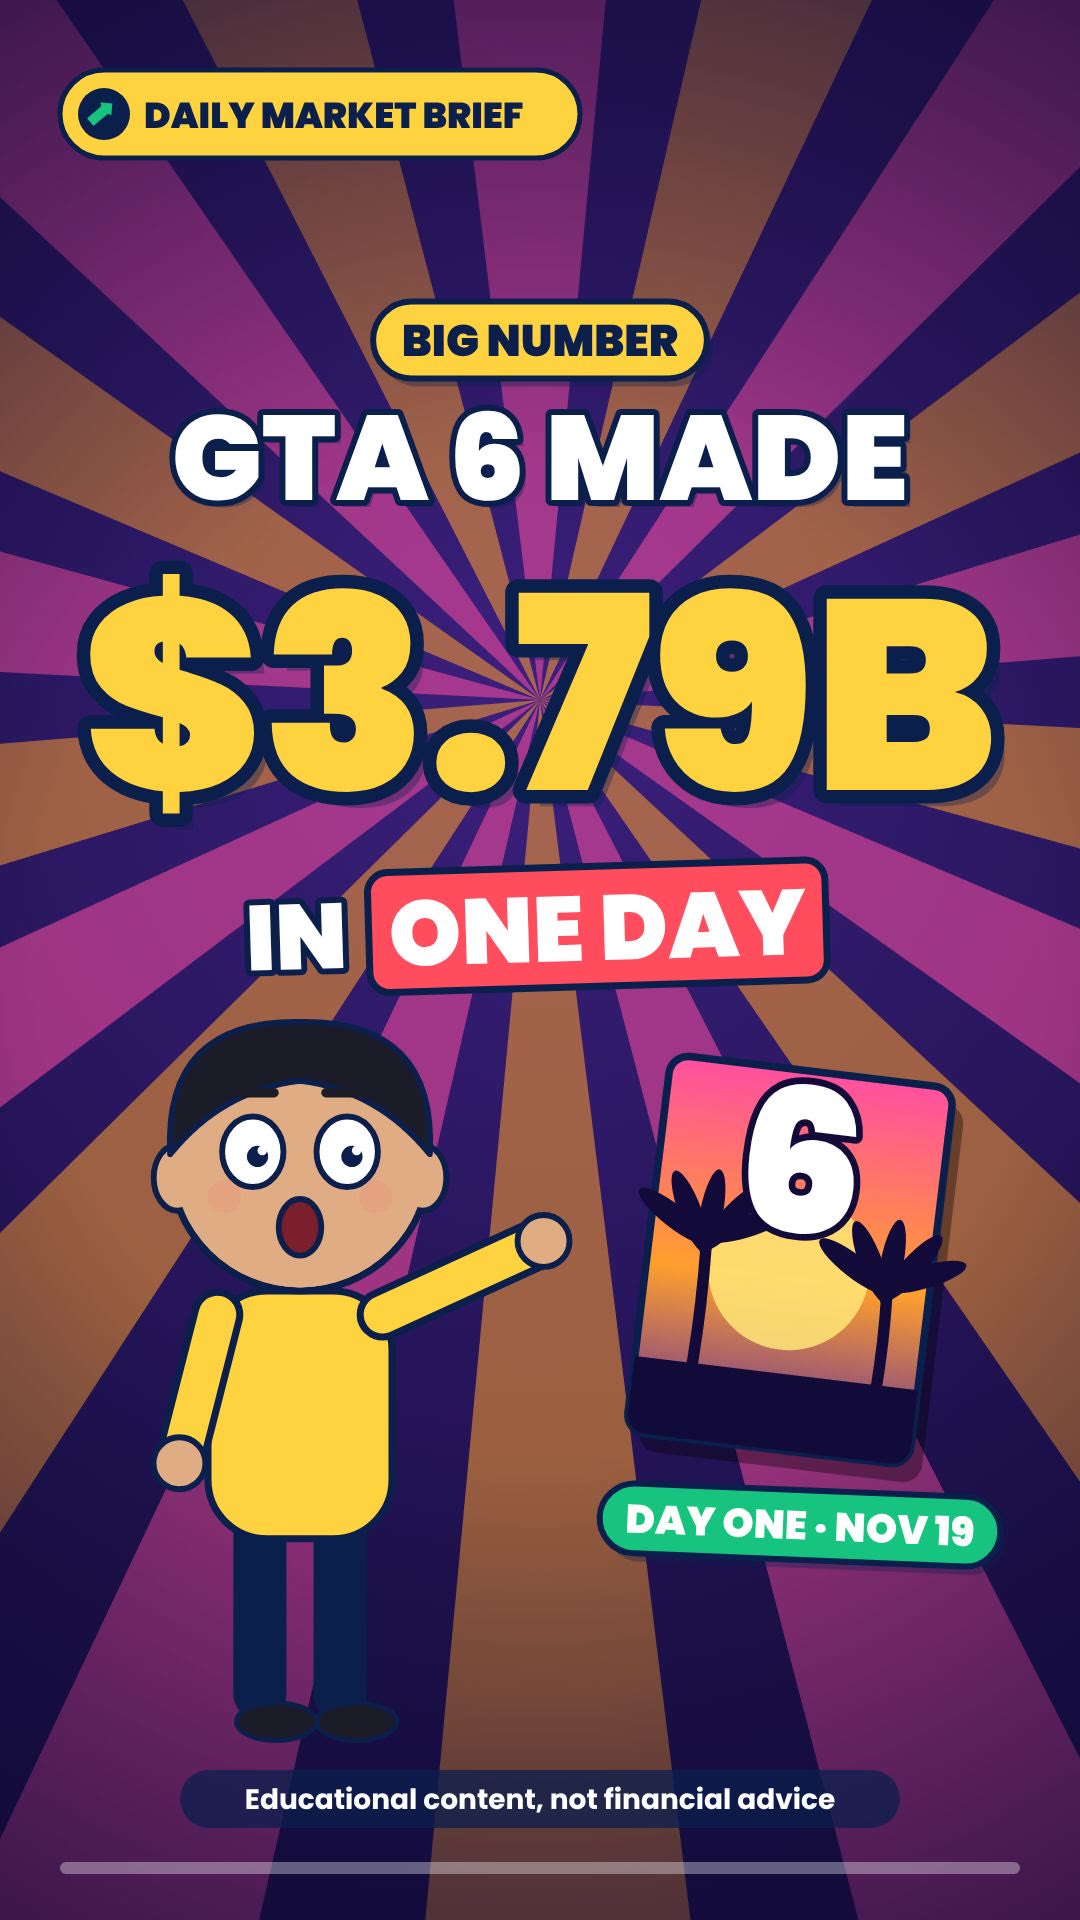 DAILY MARKET BRIEF
BIG NUMBER
GTA 6 MADE
$3.79B
IN ONE DAY
6
DAY ONE • NOV 19
Educational content, not financial advice